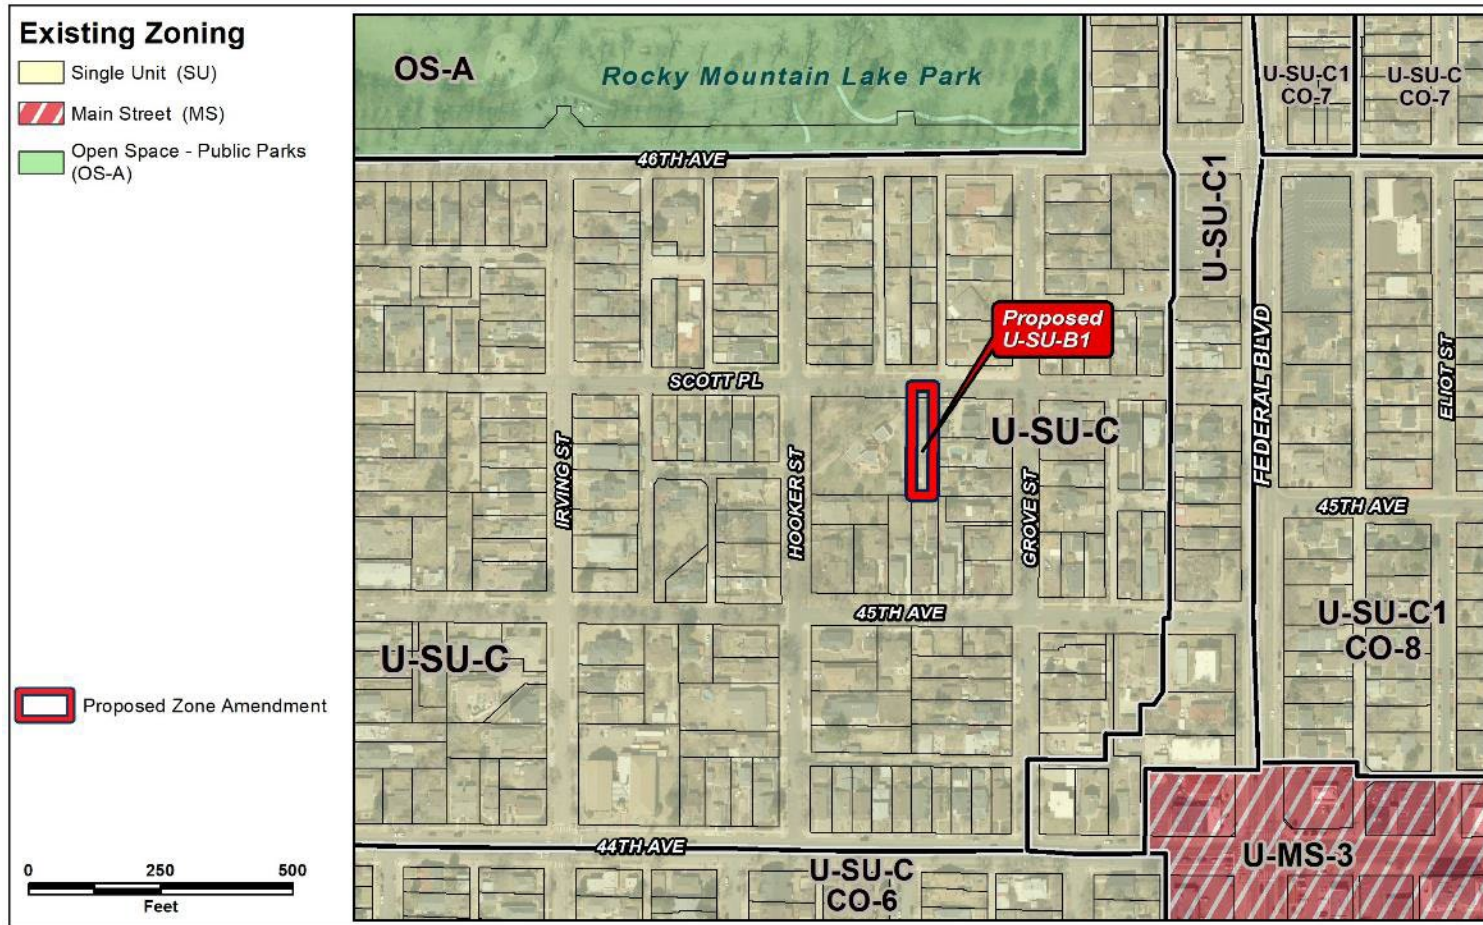 Existing Zoning
Single Unit (SU)
Main Street (MS)
Open Space - Public Parks
(OS-A)
Proposed Zone Amendment
0 250 500
Feet
OS-A
Rocky Mountain Lake Park
U-SU-C1
CO-7
U-SU-C
CO-7
46TH AVE
U-SU-C1
Proposed
U-SU-B1
SCOTT PL
FEDERAL BLVD
ELIOT ST
U-SU-C
IRVING ST
HOOKER ST
GROVE ST
45TH AVE
45TH AVE
U-SU-C1
CO-8
U-SU-C
44TH AVE
U-SU-C
CO-6
U-MS-3